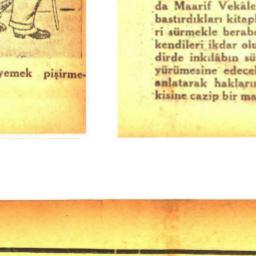 yemek pişirme-
da Maarif Vekâle
bastırdıkları kitapl
ri sürmekle berabe
kendileri ikdar olu
dirde inkılâbın sü
yürümesine edecel
anlatarak hakları
kisine cazip bir ma